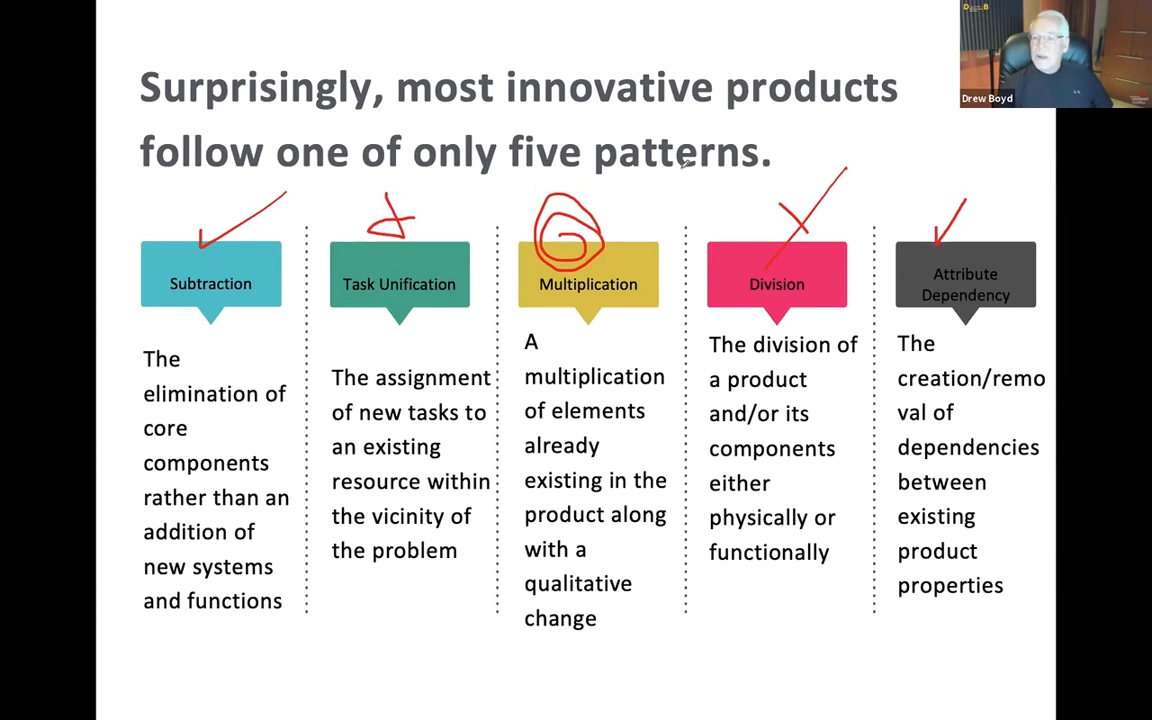 Surprisingly, most innovative products
follow one of only five patterns.
Subtraction
The
elimination of
core
components
rather than an
addition of
new systems
and functions
Task Unification
The assignment
of new tasks to
an existing
resource within
the vicinity of
the problem
Multiplication
A
multiplication
of elements
already
existing in the
product along
with a
qualitative
change
Division
The division of
a product
and/or its
components
either
physically or
functionally
Attribute
Dependency
The
creation/remo
val of
dependencies
between
existing
product
properties
Drew Boyd